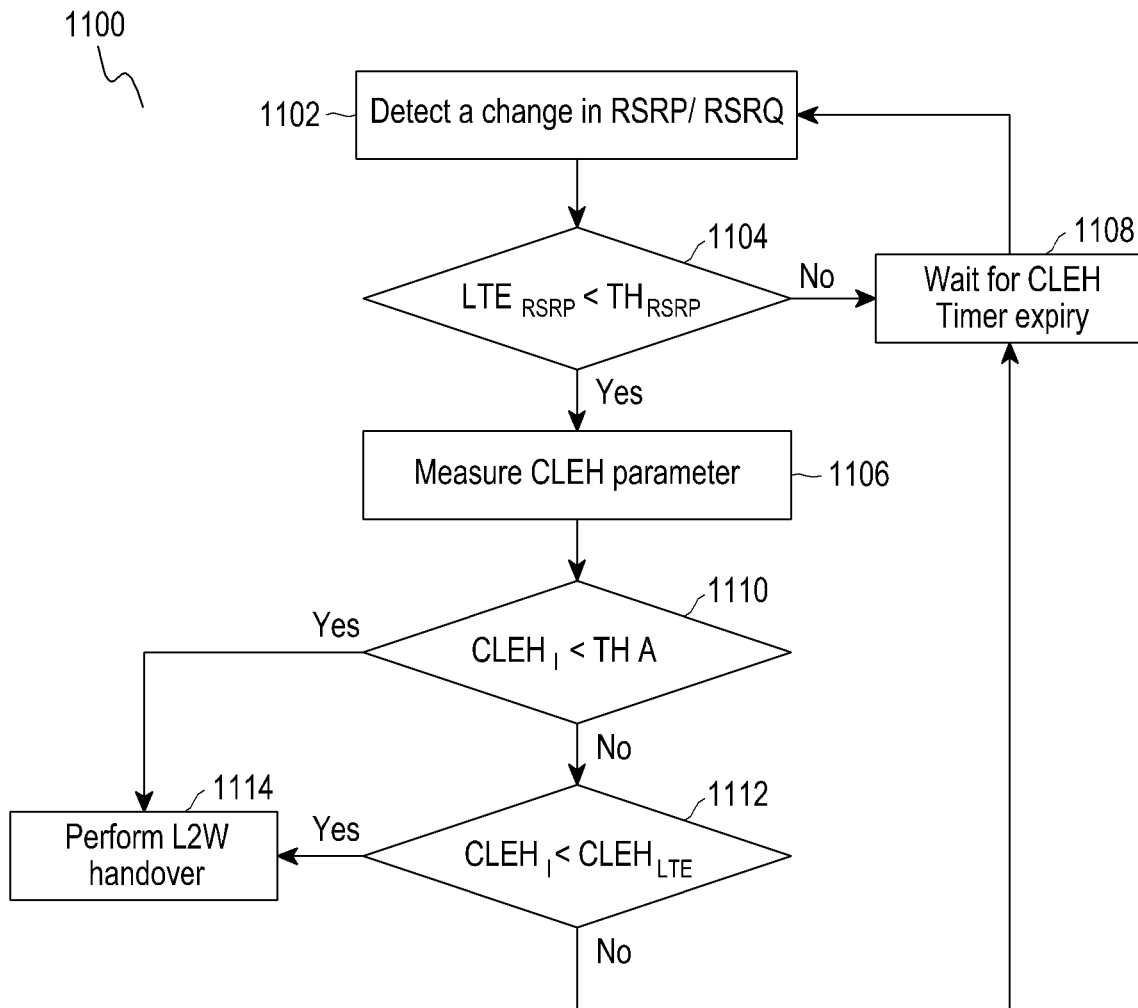 1100
1102
Detect a change in RSRP/ RSRQ
1104
LTE RSRP < TH RSRP
No
1108
Wait for CLEH
Timer expiry
Yes
Measure CLEH parameter
1106
1110
Yes
CLEH I < TH A
No
1114
Perform L2W
handover
Yes
1112
CLEH I < CLEH LTE
No